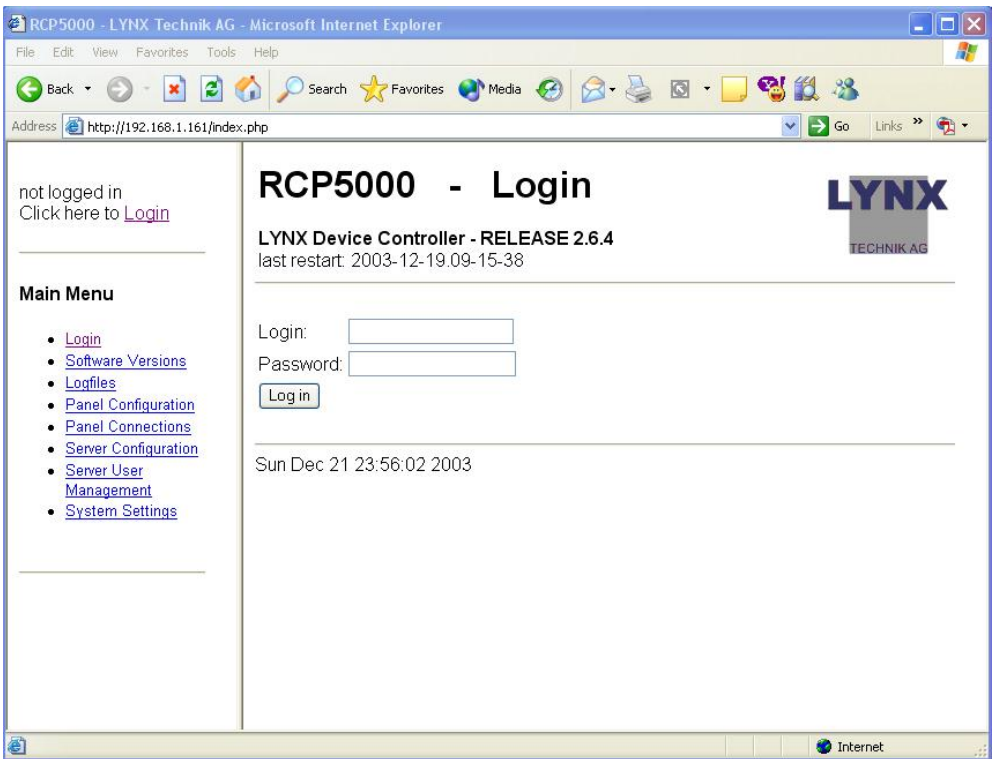 RCP5000 - LYNX Technik AG - Microsoft Internet Explorer
File Edit View Favorites Tools Help
Back Search Favorites Media
Address http://192.168.1.161/index.php Go Links »
not logged in
Click here to Login
Main Menu
• Login
• Software Versions
• Logfiles
• Panel Configuration
• Panel Connections
• Server Configuration
• Server User
Management
• System Settings
RCP5000 - Login
LYNX
TECHNIK AG
LYNX Device Controller - RELEASE 2.6.4
last restart: 2003-12-19.09-15-38
Login:
Password:
Log in
Sun Dec 21 23:56:02 2003
Internet